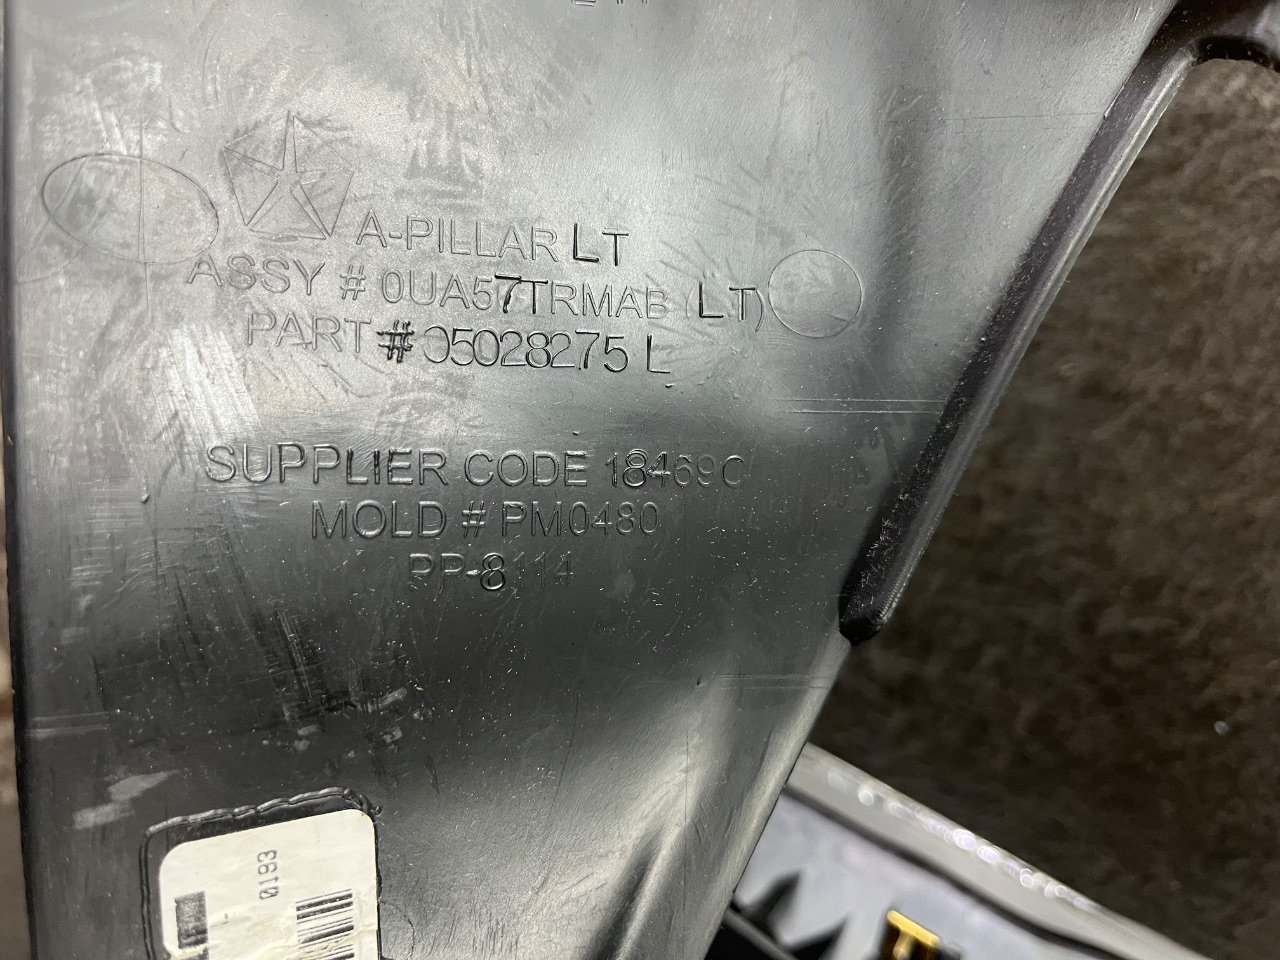 A-PILLAR LT
ASSY # 0UA57TRMAB (LT)
PART # 05028275 L
SUPPLIER CODE 18469C
MOLD # PM0480
PP-8114
0193